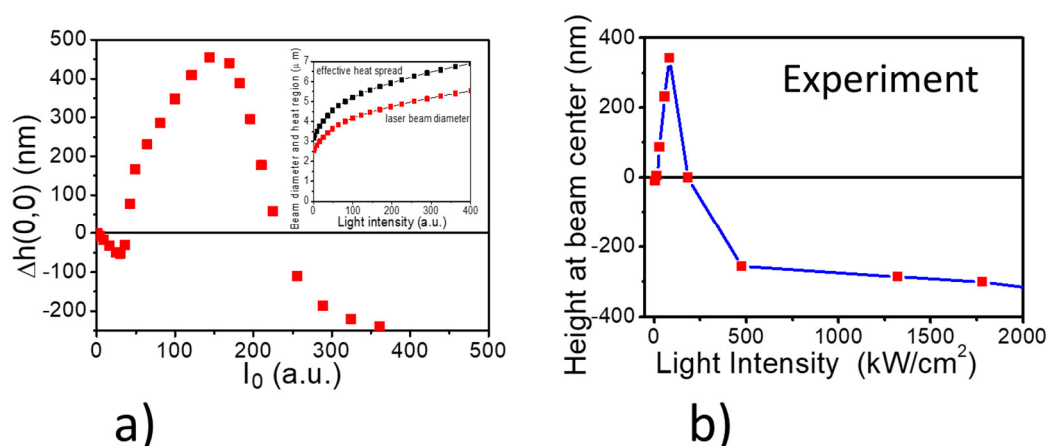 500
400
300
200
100
0
-100
-200
Δh(0,0) (nm)
0 100 200 300 400 500
I₀ (a.u.)
7
6
5
4
3
2
1
0
Beam diameter and heat region (μm)
effective heat spread
laser beam diameter
0 100 200 300 400
Light intensity (a.u.)
a)
400
200
0
-200
-400
Height at beam center (nm)
Experiment
0 500 1000 1500 2000
Light Intensity (kW/cm²)
b)